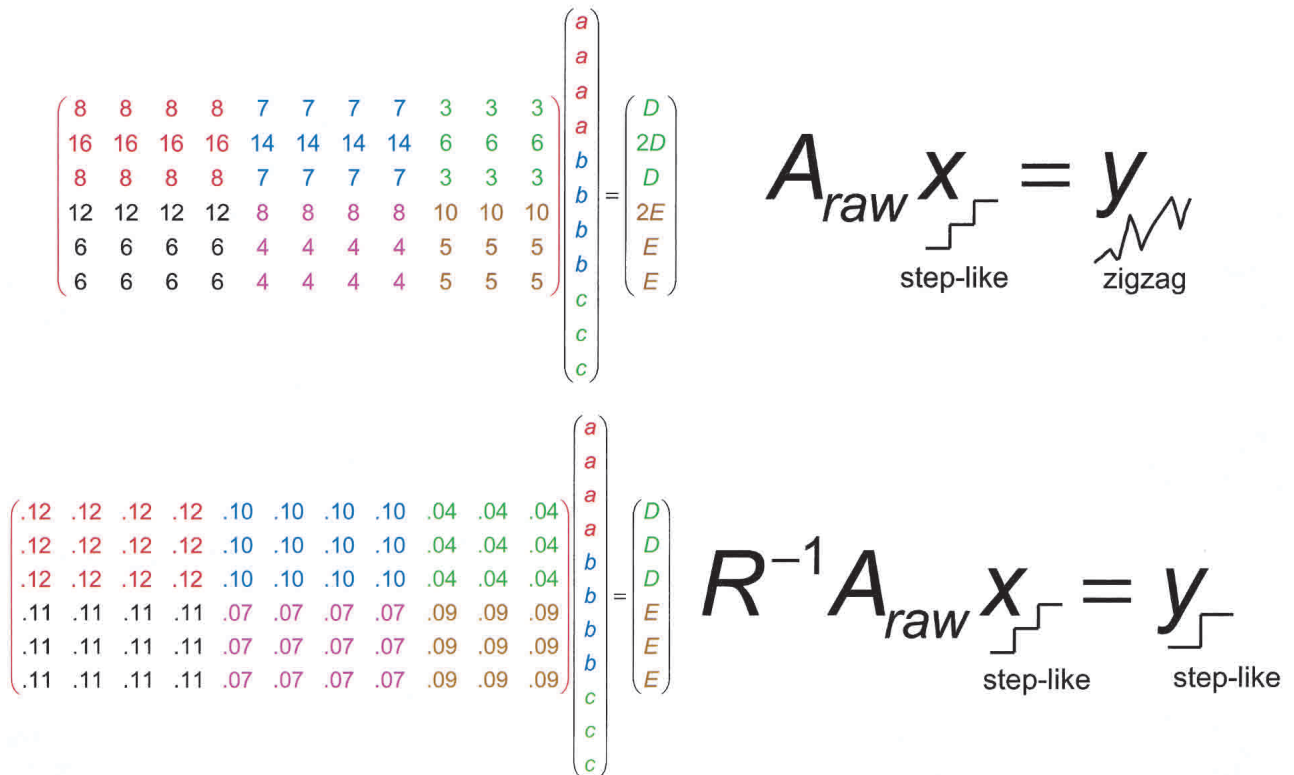 a
a
a
8 8 8 8 7 7 7 7 3 3 3 a D
16 16 16 16 14 14 14 14 6 6 6 b 2D
8 8 8 8 7 7 7 7 3 3 3 b D
12 12 12 12 8 8 8 8 10 10 10 b = 2E
6 6 6 6 4 4 4 4 5 5 5 b E
6 6 6 6 4 4 4 4 5 5 5 c E
c
c
A raw x = y
step-like zigzag
a
a
a
.12 .12 .12 .12 .10 .10 .10 .10 .04 .04 .04 a D
.12 .12 .12 .12 .10 .10 .10 .10 .04 .04 .04 b D
.12 .12 .12 .12 .10 .10 .10 .10 .04 .04 .04 b D
.11 .11 .11 .11 .07 .07 .07 .07 .09 .09 .09 b = E
.11 .11 .11 .11 .07 .07 .07 .07 .09 .09 .09 b E
.11 .11 .11 .11 .07 .07 .07 .07 .09 .09 .09 c E
c
c
R⁻¹ A raw x = y
step-like step-like